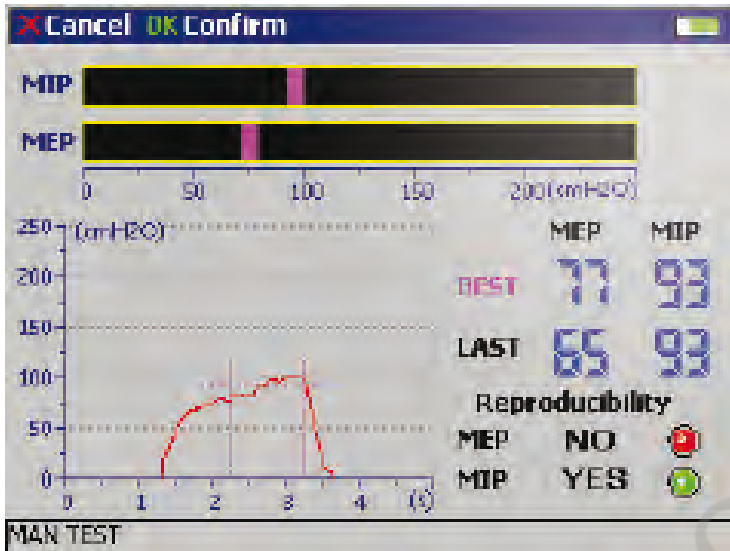 Cancel OK Confirm
MIP
MEP
0 50 100 150 200(cmH2O)
(cmH2O)
250
200
150
100
50
0
0 1 2 3 4 (s)
MEP MIP
BEST 77 93
LAST 65 93
Reproducibility
MEP NO
MIP YES
MAN TEST